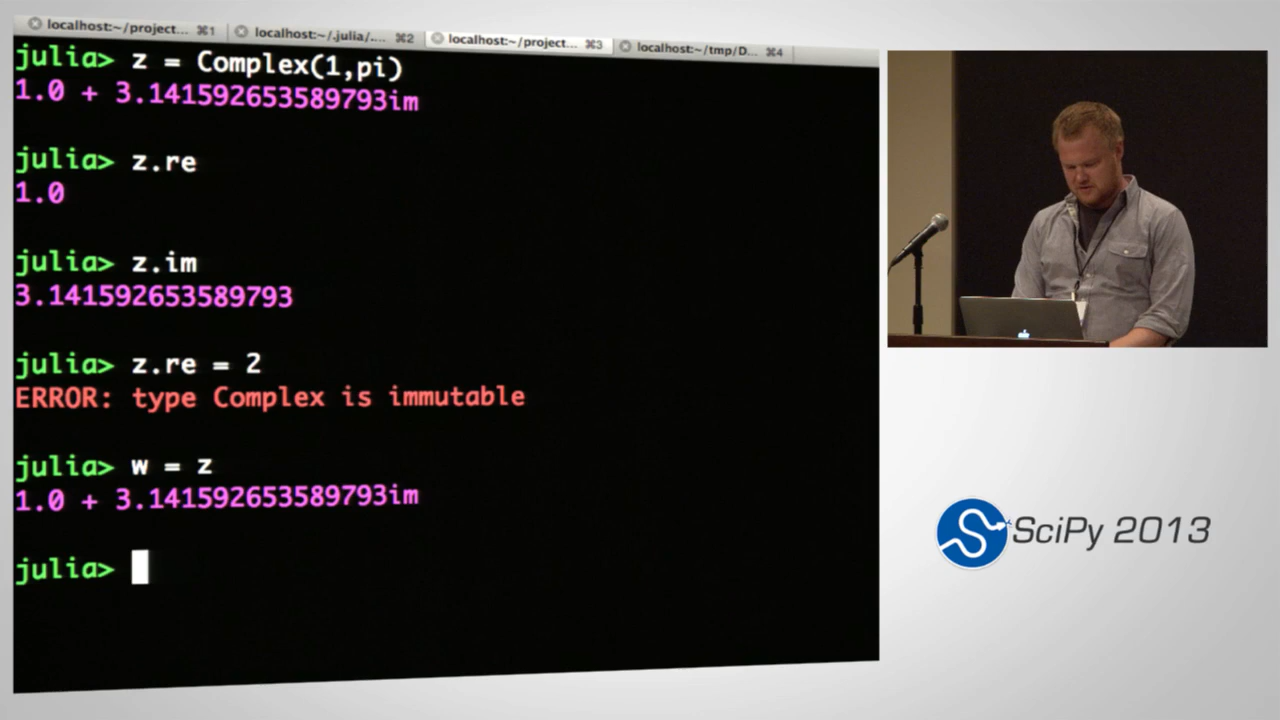 localhost:~/project... ⌘1
localhost:~/.julia/.... ⌘2
localhost:~/project... ⌘3
localhost:~/tmp/D... ⌘4
julia> z = Complex(1,pi)
1.0 + 3.141592653589793im
julia> z.re
1.0
julia> z.im
3.141592653589793
julia> z.re = 2
ERROR: type Complex is immutable
julia> w = z
1.0 + 3.141592653589793im
julia>
SciPy 2013